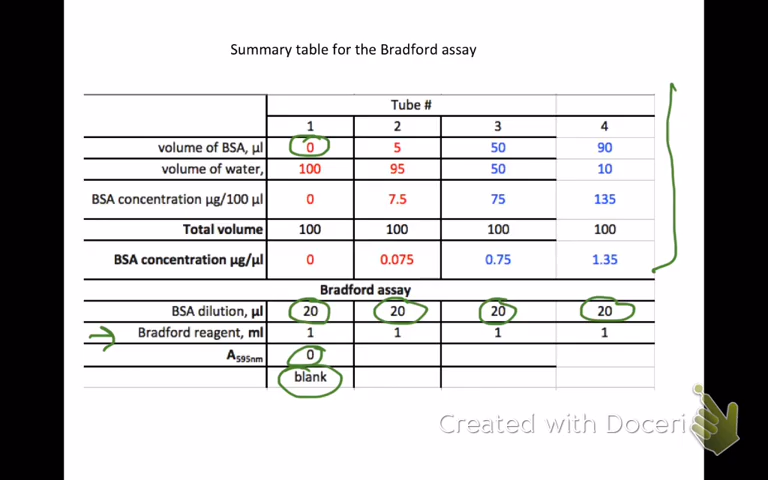 Summary table for the Bradford assay
Tube #
1 2 3 4
volume of BSA, µl 0 5 50 90
volume of water, 100 95 50 10
BSA concentration µg/100 µl 0 7.5 75 135
Total volume 100 100 100 100
BSA concentration µg/µl 0 0.075 0.75 1.35
Bradford assay
BSA dilution, µl 20 20 20 20
Bradford reagent, ml 1 1 1 1
A595nm 0
blank
Created with Doceri